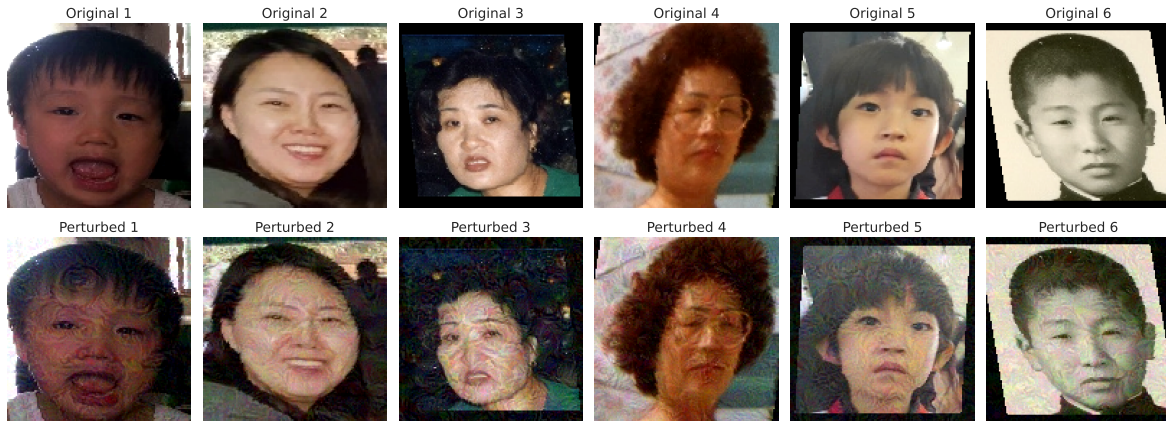 Original 1
Original 2
Original 3
Original 4
Original 5
Original 6
Perturbed 1
Perturbed 2
Perturbed 3
Perturbed 4
Perturbed 5
Perturbed 6